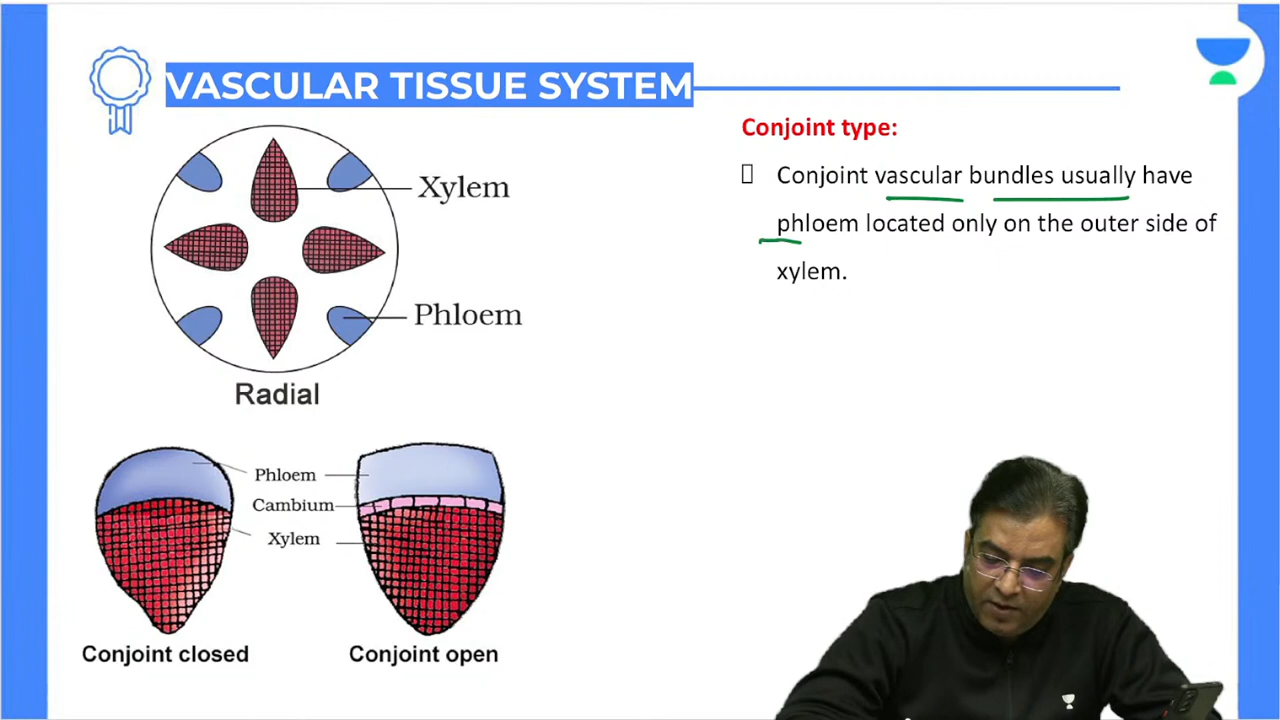 VASCULAR TISSUE SYSTEM
Xylem
Phloem
Radial
Phloem
Cambium
Xylem
Conjoint closed
Conjoint open
Conjoint type:
Conjoint vascular bundles usually have
phloem located only on the outer side of
xylem.